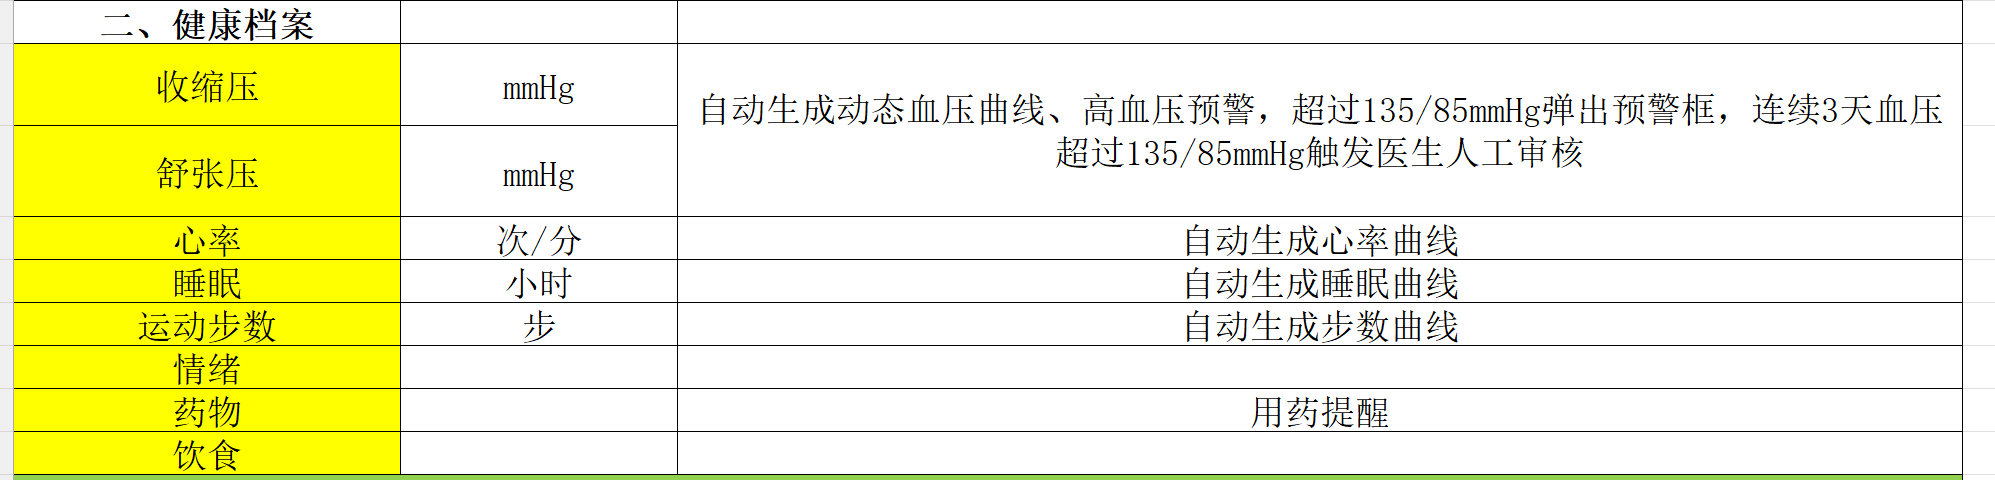 二、健康档案
收缩压 mmHg
自动生成动态血压曲线、高血压预警，超过135/85mmHg弹出预警框，连续3天血压
超过135/85mmHg触发医生人工审核
舒张压 mmHg
心率 次/分 自动生成心率曲线
睡眠 小时 自动生成睡眠曲线
运动步数 步 自动生成步数曲线
情绪
药物 用药提醒
饮食